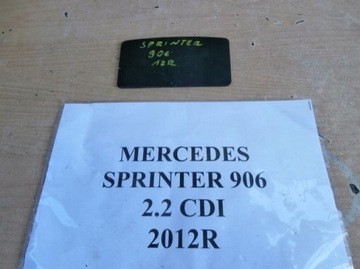 SPRINTER
906
12R
MERCEDES
SPRINTER 906
2.2 CDI
2012R